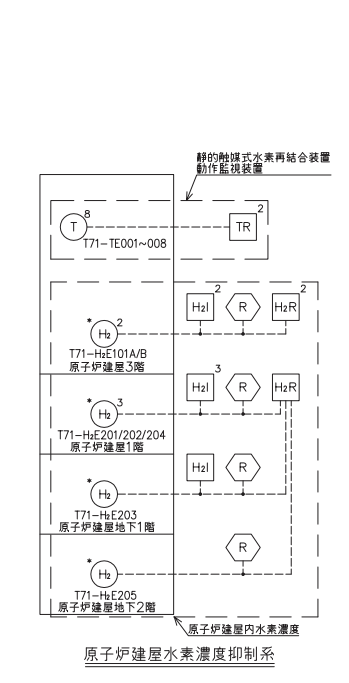 静的触媒式水素再結合装置
動作監視装置
8
T
2
TR
T71-TE001~008
2
H₂I
R
2
H₂R
*
2
H₂
T71-H₂E101A/B
原子炉建屋3階
3
H₂I
R
H₂R
*
3
H₂
T71-H₂E201/202/204
原子炉建屋1階
H₂I
R
*
H₂
T71-H₂E203
原子炉建屋地下1階
R
*
H₂
T71-H₂E205
原子炉建屋地下2階
原子炉建屋内水素濃度
原子炉建屋水素濃度抑制系